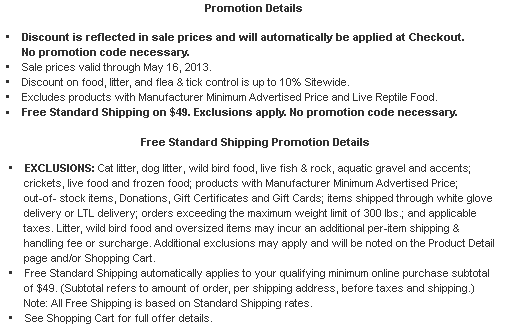 Promotion Details
▪ Discount is reflected in sale prices and will automatically be applied at Checkout.
No promotion code necessary.
▪ Sale prices valid through May 16, 2013.
▪ Discount on food, litter, and flea & tick control is up to 10% Sitewide.
▪ Excludes products with Manufacturer Minimum Advertised Price and Live Reptile Food.
▪ Free Standard Shipping on $49. Exclusions apply. No promotion code necessary.
Free Standard Shipping Promotion Details
▪ EXCLUSIONS: Cat litter, dog litter, wild bird food, live fish & rock, aquatic gravel and accents;
crickets, live food and frozen food; products with Manufacturer Minimum Advertised Price;
out-of- stock items, Donations, Gift Certificates and Gift Cards; items shipped through white glove
delivery or LTL delivery; orders exceeding the maximum weight limit of 300 lbs.; and applicable
taxes. Litter, wild bird food and oversized items may incur an additional per-item shipping &
handling fee or surcharge. Additional exclusions may apply and will be noted on the Product Detail
page and/or Shopping Cart.
▪ Free Standard Shipping automatically applies to your qualifying minimum online purchase subtotal
of $49. (Subtotal refers to amount of order, per shipping address, before taxes and shipping.)
Note: All Free Shipping is based on Standard Shipping rates.
▪ See Shopping Cart for full offer details.